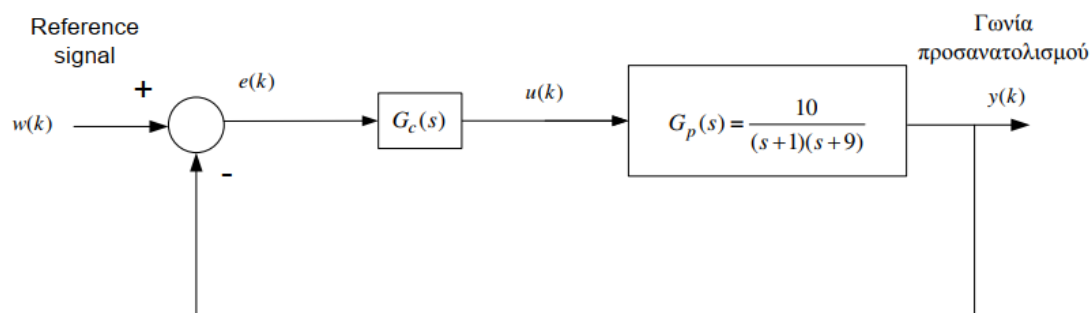 Reference
signal
Γωνία
προσανατολισμού
+
e(k)
u(k)
y(k)
w(k)
G_c(s)
G_p(s) = 10 / ((s+1)(s+9))
-